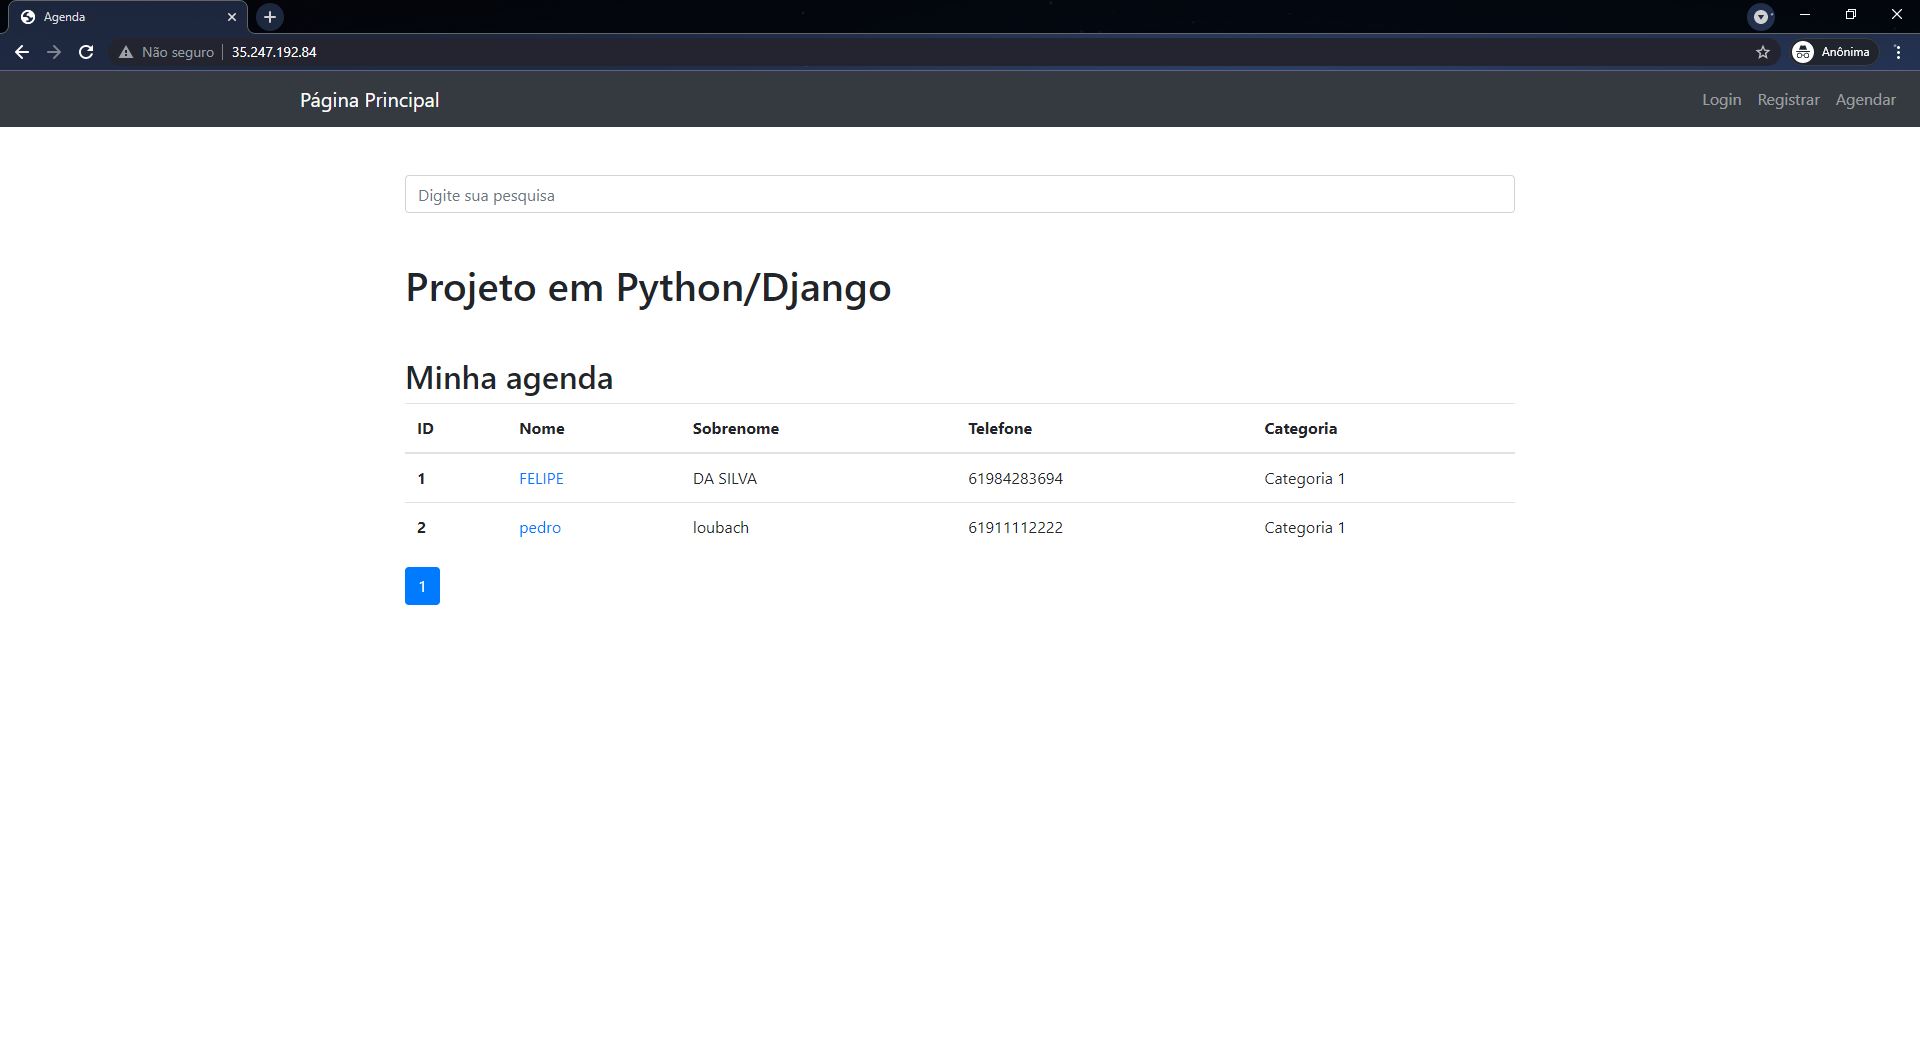 Agenda
Não seguro 35.247.192.84 Anônima
Página Principal Login Registrar Agendar
Digite sua pesquisa
Projeto em Python/Django
Minha agenda
ID Nome Sobrenome Telefone Categoria
1 FELIPE DA SILVA 61984283694 Categoria 1
2 pedro loubach 61911112222 Categoria 1
1